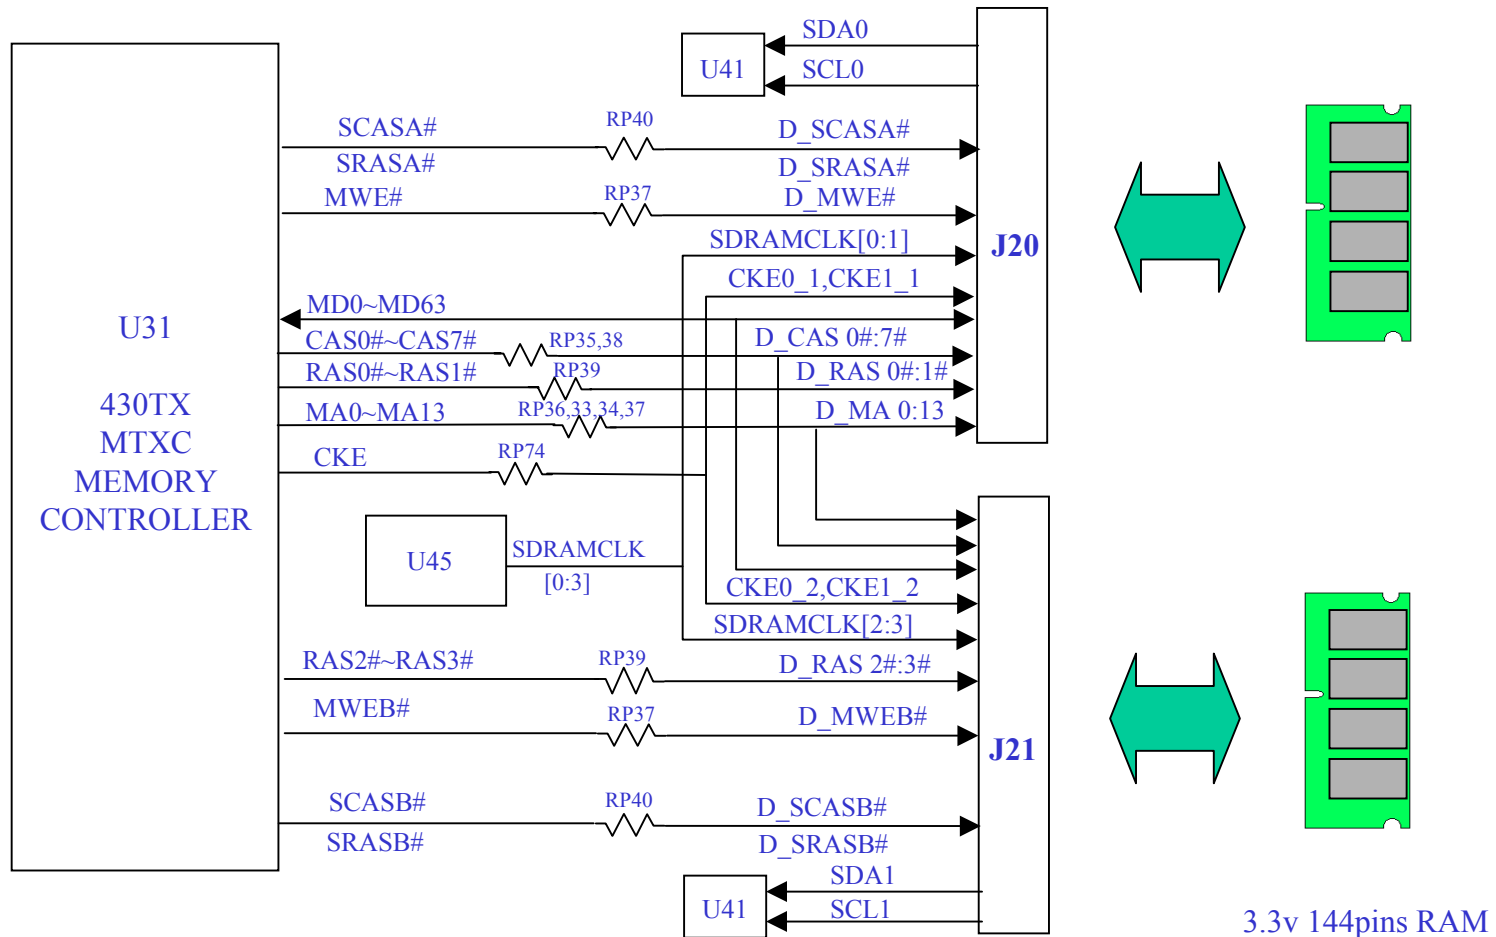 SDA0
U41
SCL0
SCASA#
RP40
D_SCASA#
SRASA#
D_SRASA#
MWE#
RP37
D_MWE#
SDRAMCLK[0:1]
J20
CKE0_1,CKE1_1
MD0~MD63
U31
430TX
MTXC
MEMORY
CONTROLLER
CAS0#~CAS7#
RP35,38
D_CAS 0#:7#
RAS0#~RAS1#
RP39
D_RAS 0#:1#
MA0~MA13
RP36,33,34,37
D_MA 0:13
CKE
RP74
U45
SDRAMCLK
[0:3]
CKE0_2,CKE1_2
SDRAMCLK[2:3]
RAS2#~RAS3#
RP39
D_RAS 2#:3#
MWEB#
RP37
D_MWEB#
J21
SCASB#
RP40
D_SCASB#
SRASB#
D_SRASB#
SDA1
U41
SCL1
3.3v 144pins RAM